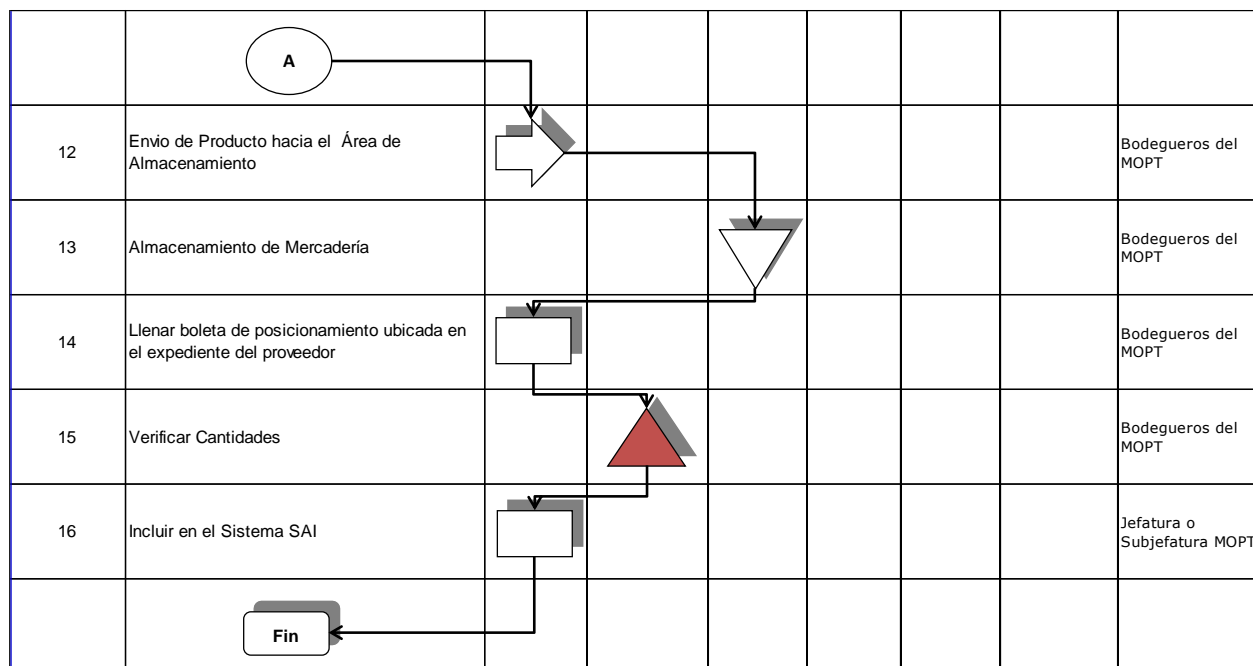 A
12
Envio de Producto hacia el Área de
Almacenamiento
Bodegueros del
MOPT
13
Almacenamiento de Mercadería
Bodegueros del
MOPT
14
Llenar boleta de posicionamiento ubicada en
el expediente del proveedor
Bodegueros del
MOPT
15
Verificar Cantidades
Bodegueros del
MOPT
16
Incluir en el Sistema SAI
Jefatura o
Subjefatura MOPT
Fin